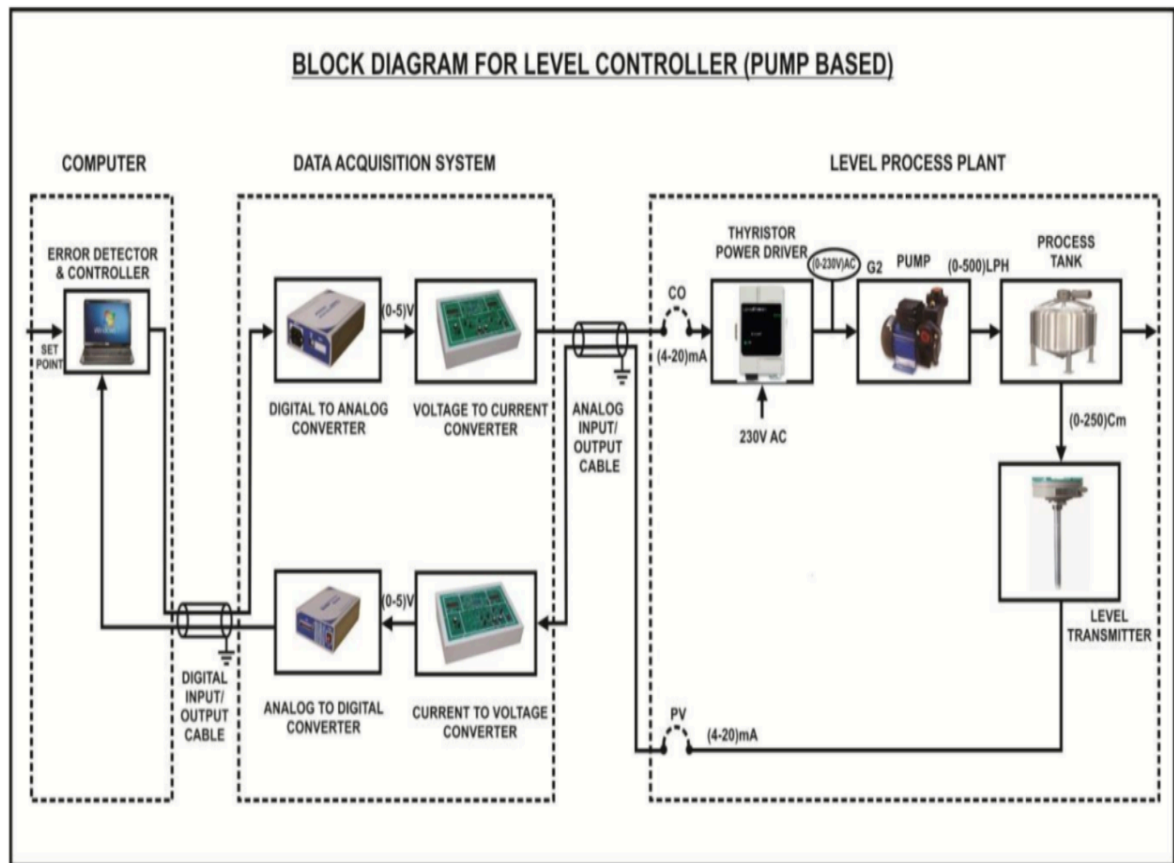 BLOCK DIAGRAM FOR LEVEL CONTROLLER (PUMP BASED)
COMPUTER
DATA ACQUISITION SYSTEM
LEVEL PROCESS PLANT
ERROR DETECTOR
& CONTROLLER
SET
POINT
(0-5)V
DIGITAL TO ANALOG
CONVERTER
VOLTAGE TO CURRENT
CONVERTER
ANALOG
INPUT/
OUTPUT
CABLE
CO
(4-20)mA
THYRISTOR
POWER DRIVER
230V AC
(0-230V)AC
G2
PUMP
(0-500)LPH
PROCESS
TANK
(0-250)Cm
LEVEL
TRANSMITTER
DIGITAL
INPUT/
OUTPUT
CABLE
(0-5)V
ANALOG TO DIGITAL
CONVERTER
CURRENT TO VOLTAGE
CONVERTER
PV
(4-20)mA